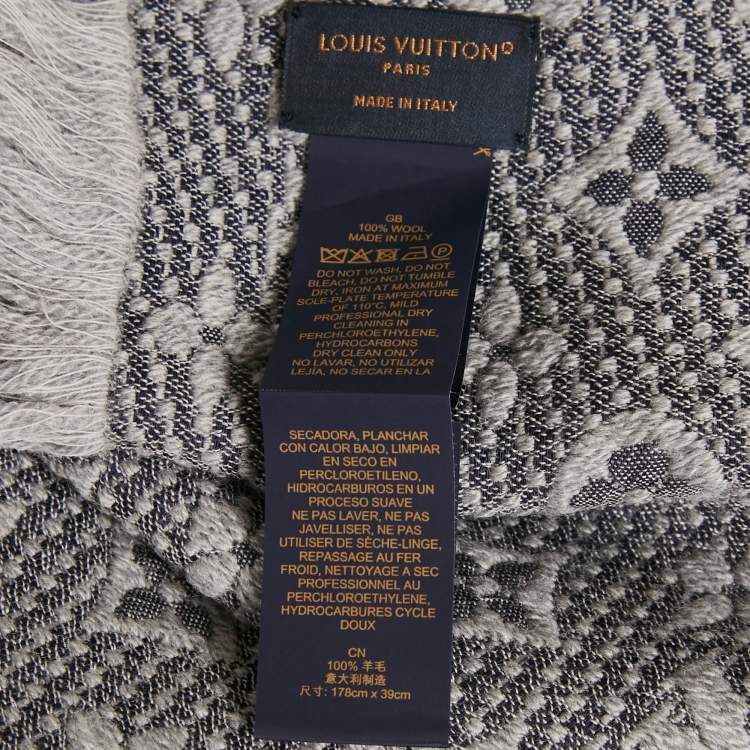 LOUIS VUITTON®
PARIS
MADE IN ITALY
GB
100% WOOL
MADE IN ITALY
DO NOT WASH, DO NOT
BLEACH, DO NOT TUMBLE
DRY, IRON AT MAXIMUM
SOLE-PLATE TEMPERATURE
OF 110°C, MILD
PROFESSIONAL DRY
CLEANING IN
PERCHLOROETHYLENE,
HYDROCARBONS
DRY CLEAN ONLY
NO LAVAR, NO UTILIZAR
LEJÍA, NO SECAR EN LA
SECADORA, PLANCHAR
CON CALOR BAJO, LIMPIAR
EN SECO EN
PERCLOROETILENO,
HIDROCARBUROS EN UN
PROCESO SUAVE
NE PAS LAVER, NE PAS
JAVELLISER, NE PAS
UTILISER DE SÈCHE-LINGE,
REPASSAGE AU FER
FROID, NETTOYAGE A SEC
PROFESSIONNEL AU
PERCHLOROETYLENE,
HYDROCARBURES CYCLE
DOUX
CN
100% 羊毛
意大利制造
尺寸: 178cm x 39cm